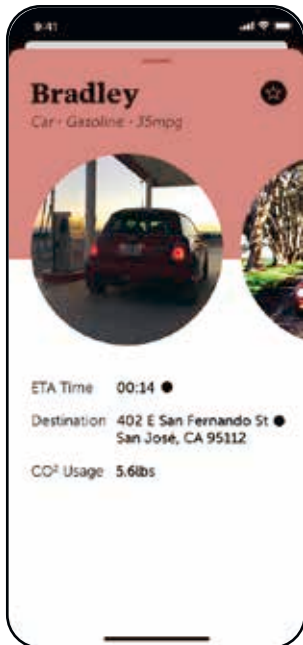 9:41
Bradley
Car · Gasoline · 35mpg
ETA Time 00:14
Destination 402 E San Fernando St
San José, CA 95112
CO² Usage 5.6lbs